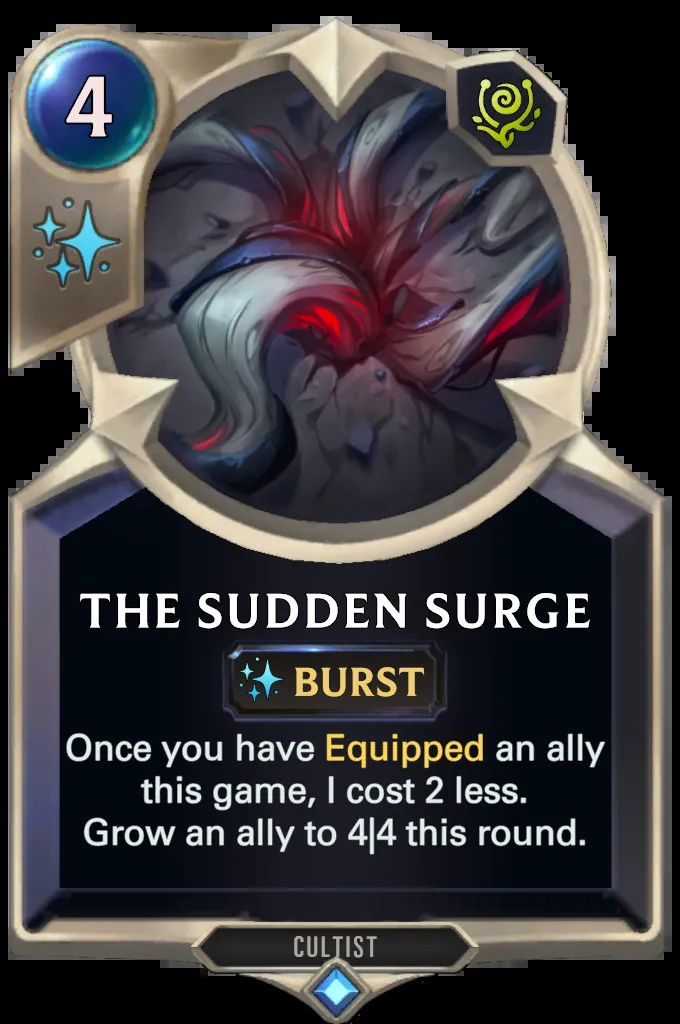 4
THE SUDDEN SURGE
BURST
Once you have Equipped an ally
this game, I cost 2 less.
Grow an ally to 4|4 this round.
CULTIST